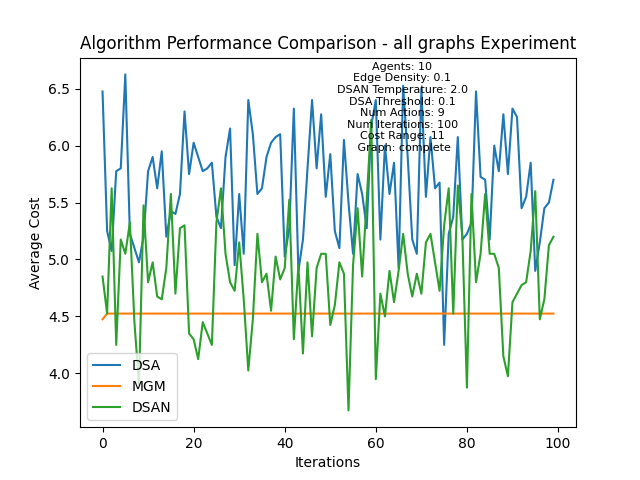 Algorithm Performance Comparison - all graphs Experiment
Agents: 10
Edge Density: 0.1
DSAN Temperature: 2.0
DSA Threshold: 0.1
Num Actions: 9
Num Iterations: 100
Cost Range: 11
Graph: complete
6.5
6.0
5.5
5.0
4.5
4.0
Average Cost
DSA
MGM
DSAN
0
20
40
60
80
100
Iterations